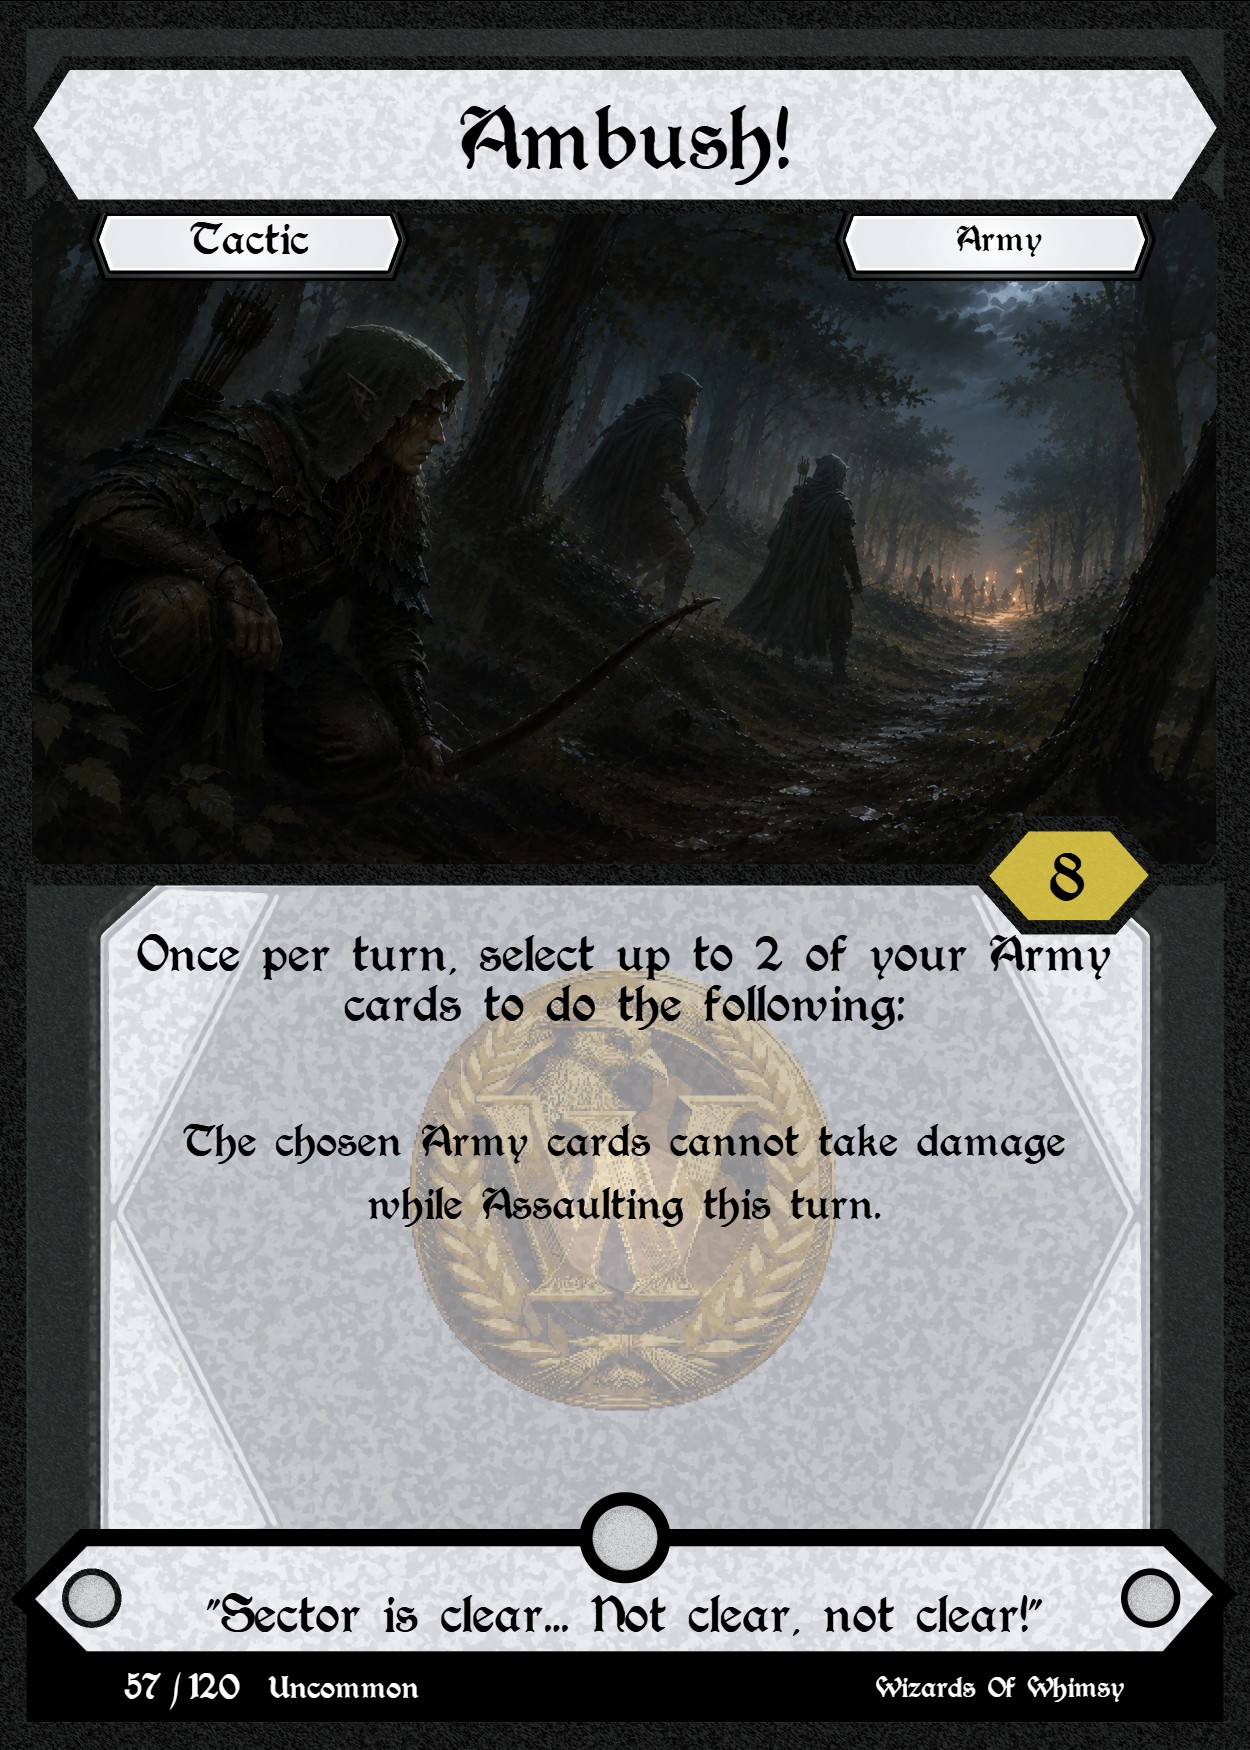 Ambush!
Tactic
Army
8
Once per turn, select up to 2 of your Army
cards to do the following:
The chosen Army cards cannot take damage
while Assaulting this turn.
W
"Sector is clear... Not clear, not clear!"
57 / 120 Uncommon
Wizards Of Whimsy